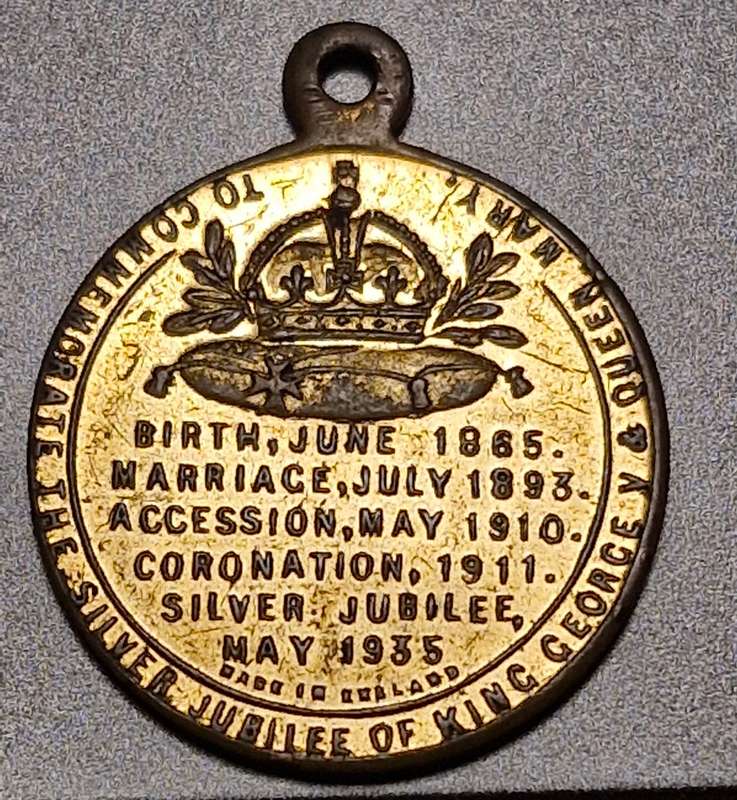 TO COMMEMORATE THE SILVER JUBILEE OF KING GEORGE V & QUEEN MARY.
BIRTH, JUNE 1865.
MARRIAGE, JULY 1893.
ACCESSION, MAY 1910.
CORONATION, 1911.
SILVER JUBILEE,
MAY 1935
MADE IN ENGLAND